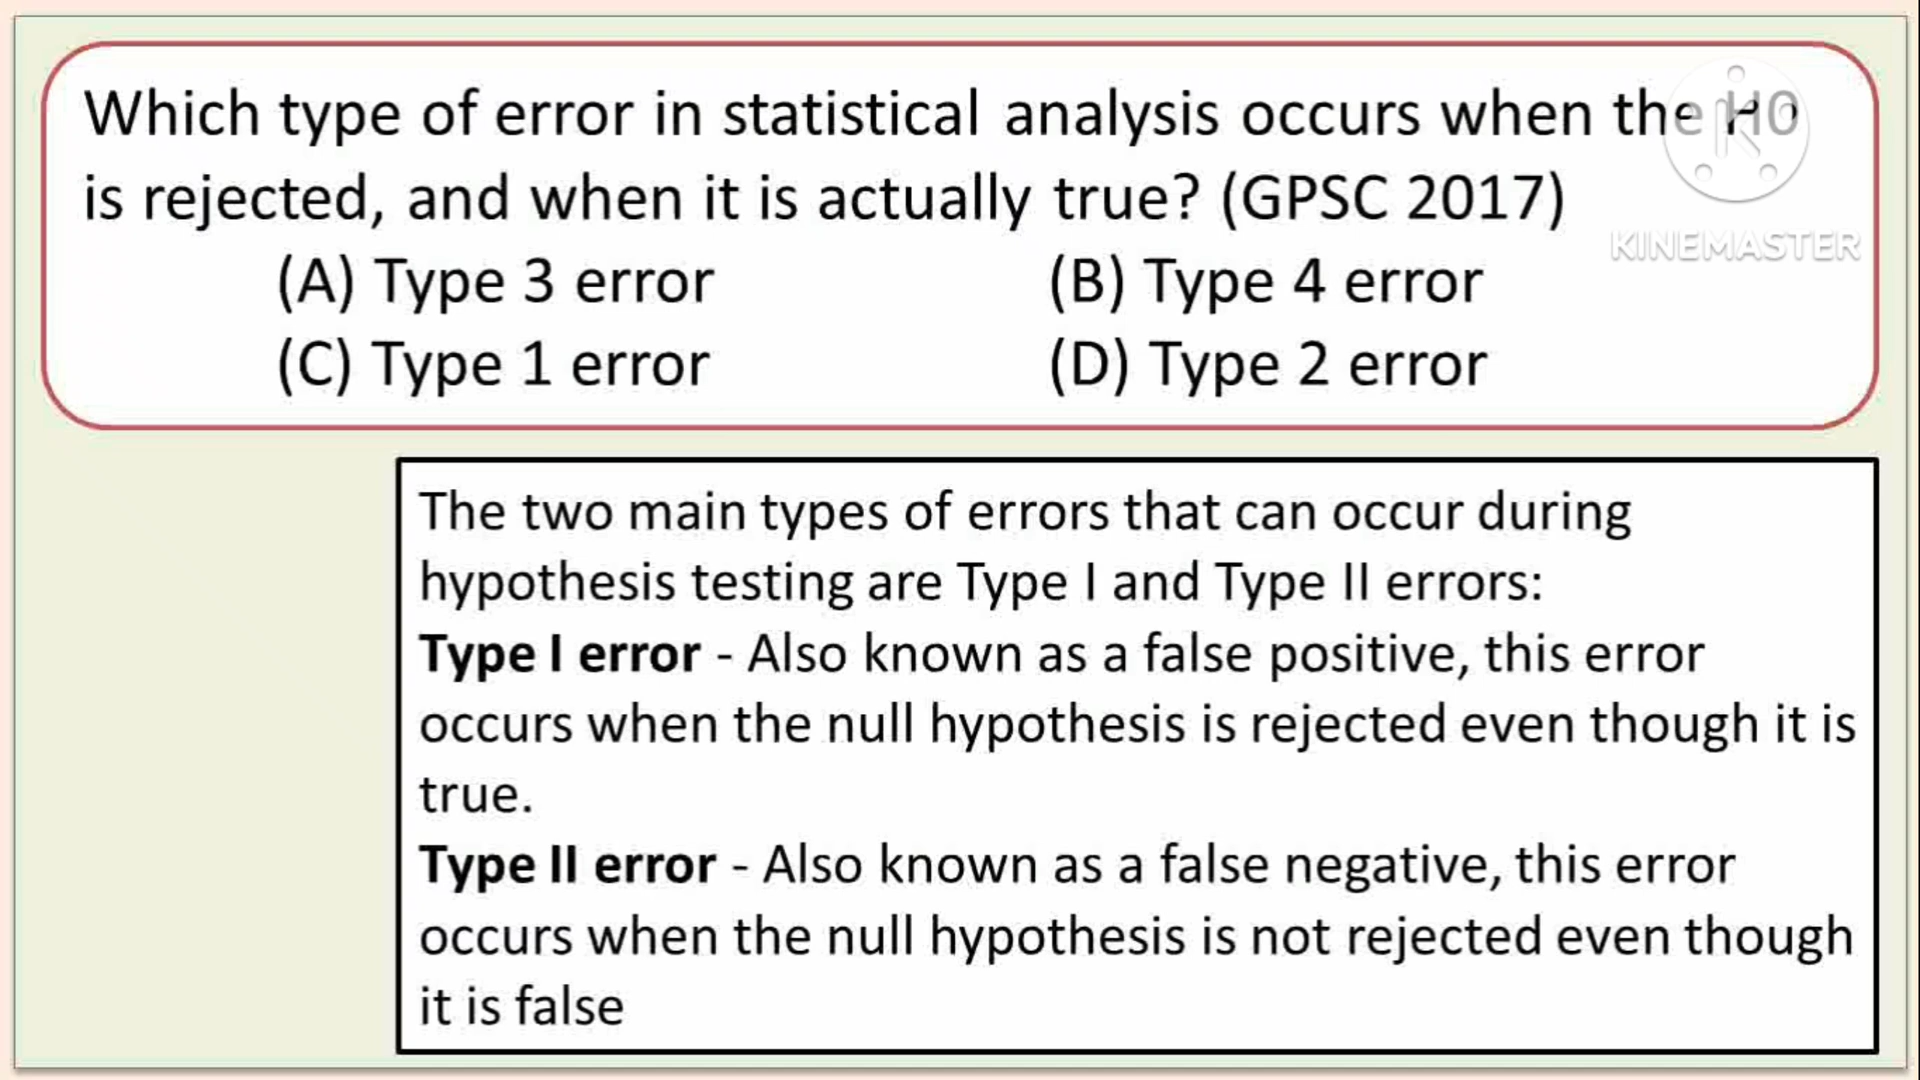 Which type of error in statistical analysis occurs when the H0
is rejected, and when it is actually true? (GPSC 2017)
KINEMASTER
(A) Type 3 error (B) Type 4 error
(C) Type 1 error (D) Type 2 error
The two main types of errors that can occur during
hypothesis testing are Type I and Type II errors:
Type I error - Also known as a false positive, this error
occurs when the null hypothesis is rejected even though it is
true.
Type II error - Also known as a false negative, this error
occurs when the null hypothesis is not rejected even though
it is false